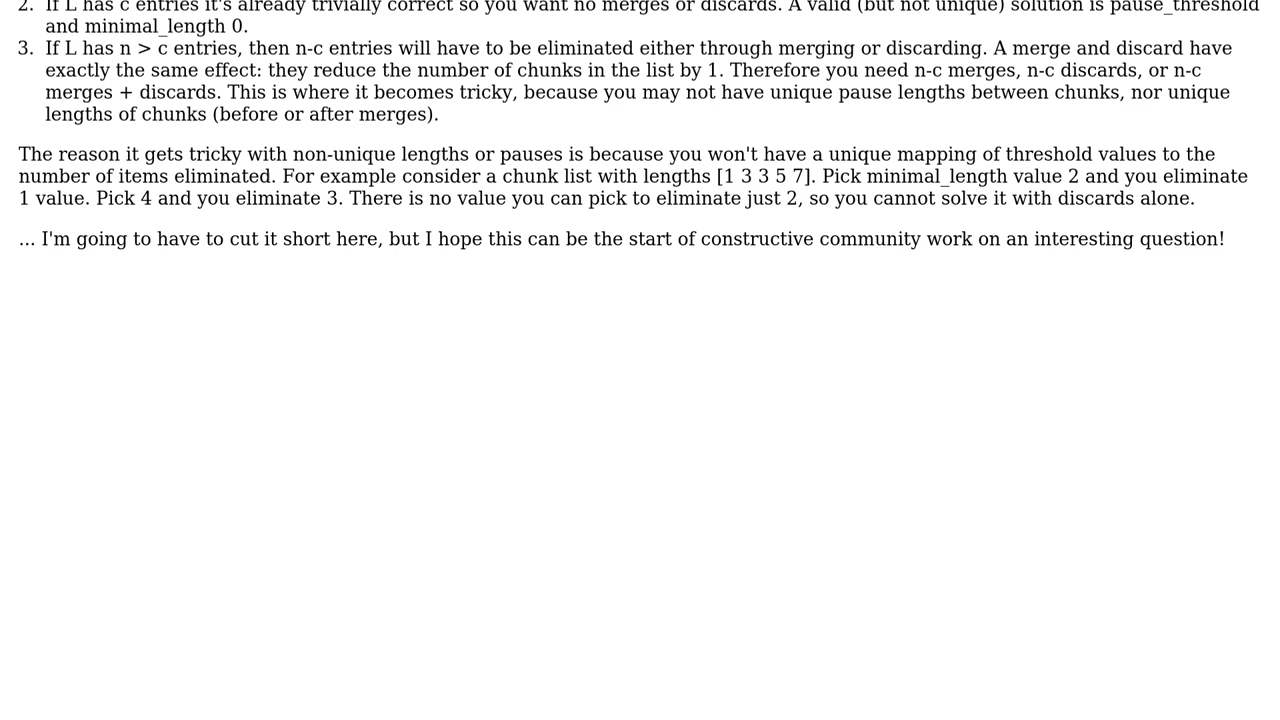 2. If L has c entries it's already trivially correct so you want no merges or discards. A valid (but not unique) solution is pause_threshold
and minimal_length 0.
3. If L has n > c entries, then n-c entries will have to be eliminated either through merging or discarding. A merge and discard have
exactly the same effect: they reduce the number of chunks in the list by 1. Therefore you need n-c merges, n-c discards, or n-c
merges + discards. This is where it becomes tricky, because you may not have unique pause lengths between chunks, nor unique
lengths of chunks (before or after merges).
The reason it gets tricky with non-unique lengths or pauses is because you won't have a unique mapping of threshold values to the
number of items eliminated. For example consider a chunk list with lengths [1 3 3 5 7]. Pick minimal_length value 2 and you eliminate
1 value. Pick 4 and you eliminate 3. There is no value you can pick to eliminate just 2, so you cannot solve it with discards alone.
... I'm going to have to cut it short here, but I hope this can be the start of constructive community work on an interesting question!